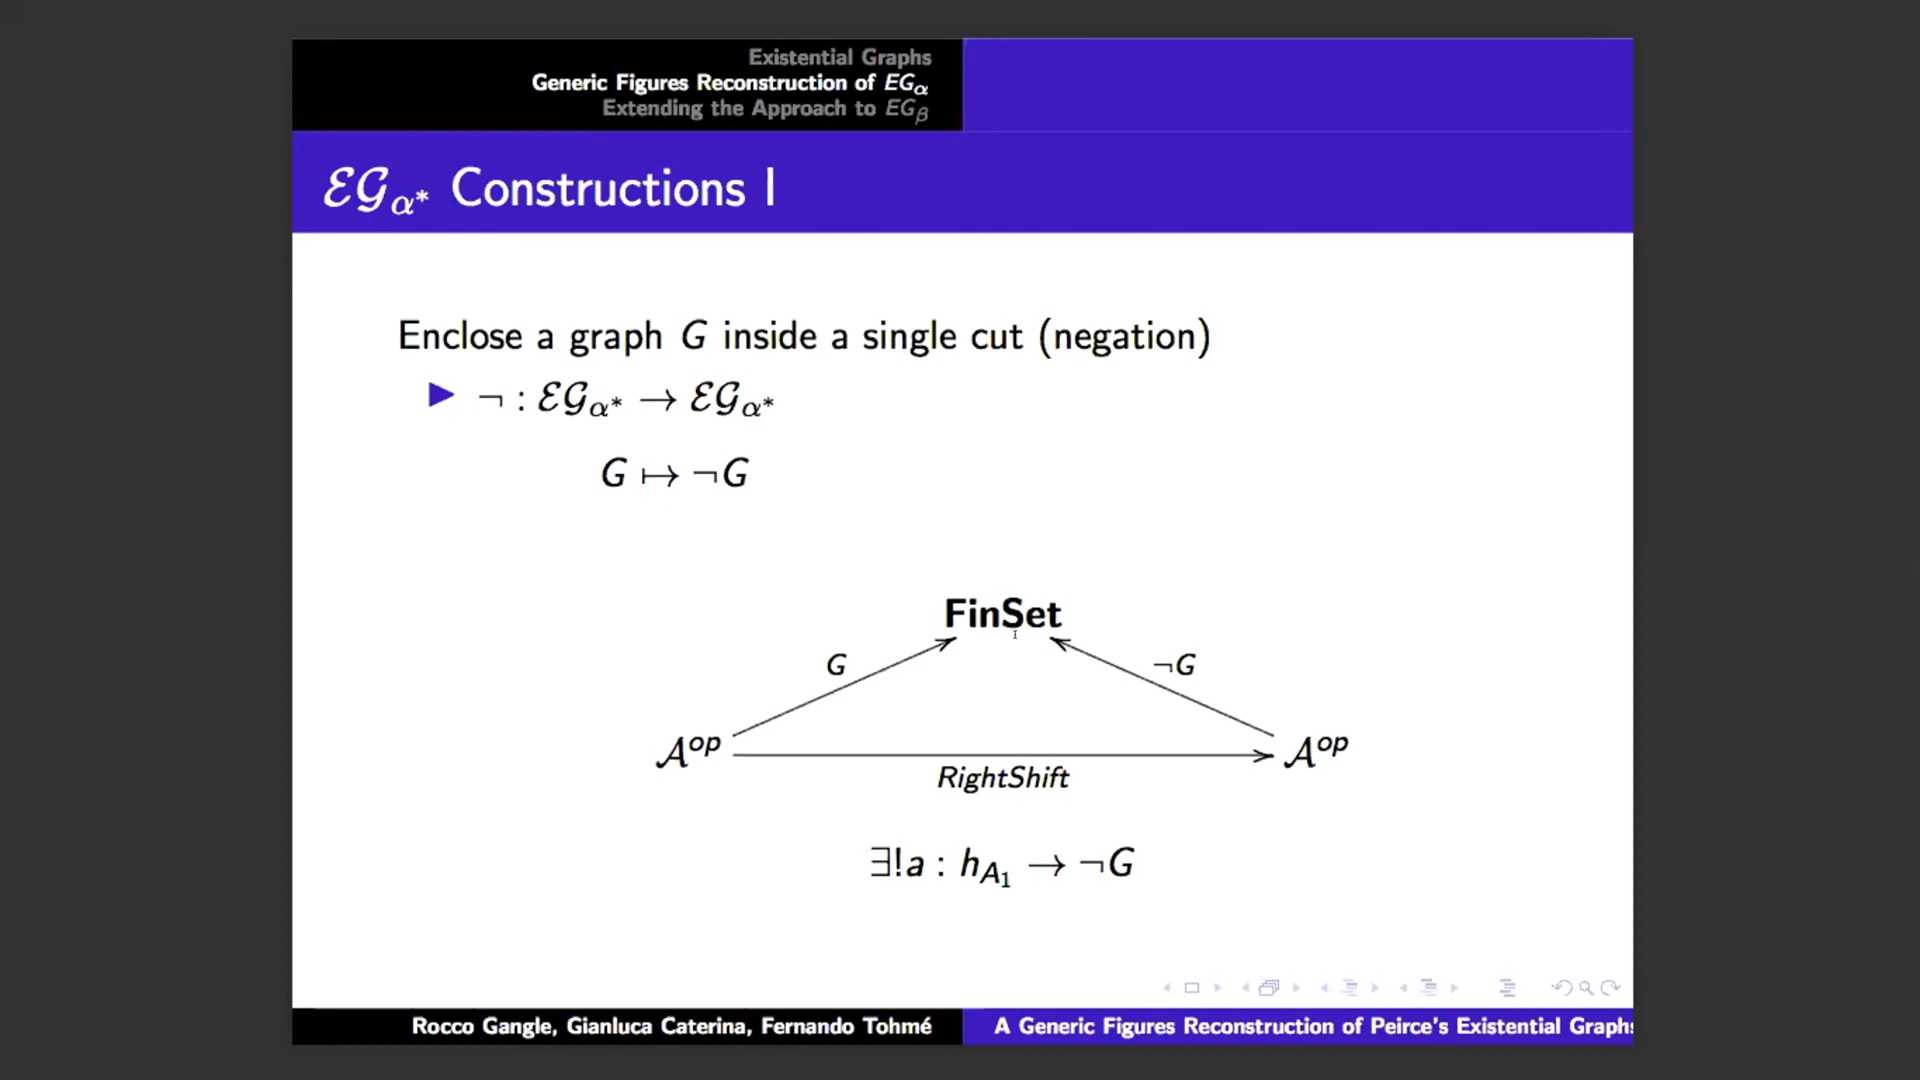 Existential Graphs
Generic Figures Reconstruction of EGα
Extending the Approach to EGβ
ℰ𝒢α* Constructions I
Enclose a graph G inside a single cut (negation)
¬ : ℰ𝒢α* → ℰ𝒢α*
G ↦ ¬G
FinSet
G ¬G
𝒜op 𝒜op
RightShift
∃!a : hA1 → ¬G
Rocco Gangle, Gianluca Caterina, Fernando Tohmé
A Generic Figures Reconstruction of Peirce's Existential Graphs